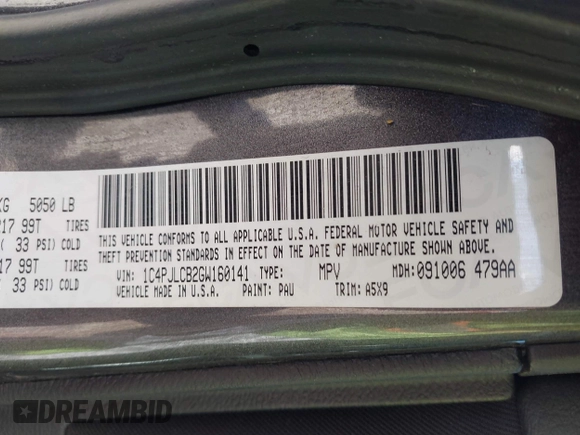 KG 5050 LB
17 99T TIRES
( 33 PSI) COLD
17 99T TIRES
33 PSI) COLD
THIS VEHICLE CONFORMS TO ALL APPLICABLE U.S.A. FEDERAL MOTOR VEHICLE SAFETY AND
THEFT PREVENTION STANDARDS IN EFFECT ON THE DATE OF MANUFACTURE SHOWN ABOVE.
VIN: 1C4PJLCB2GW160141 TYPE: MPV MDH: 091006 479AA
VEHICLE MADE IN U.S.A. PAINT: PAU TRIM: A5X9
DREAMBID